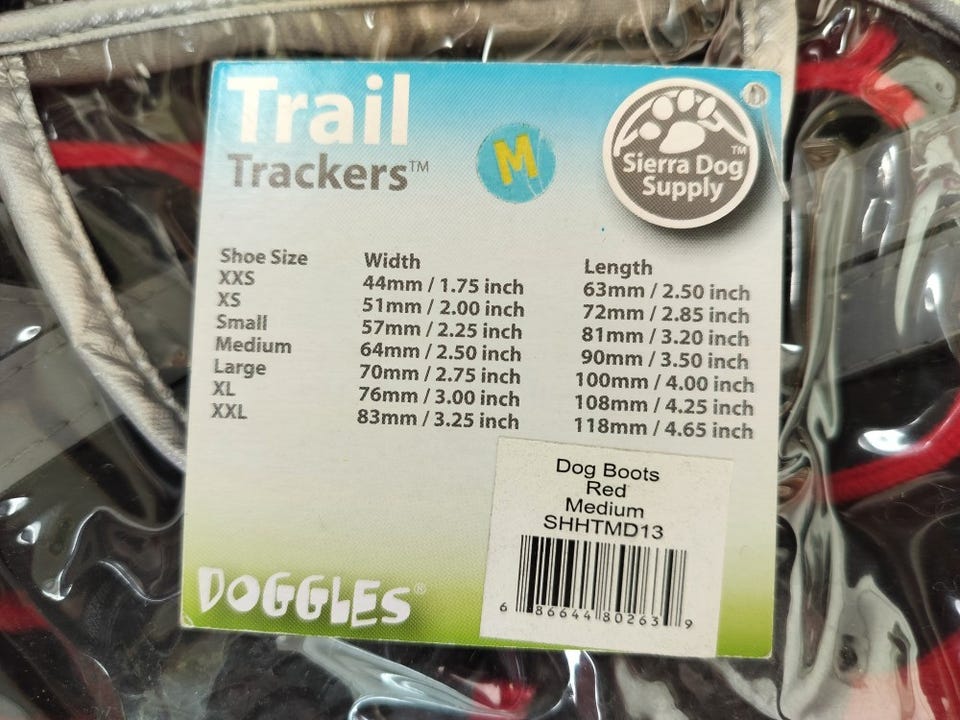 Trail
Trackers™
M
Sierra Dog™
Supply
Shoe Size Width Length
XXS 44mm / 1.75 inch 63mm / 2.50 inch
XS 51mm / 2.00 inch 72mm / 2.85 inch
Small 57mm / 2.25 inch 81mm / 3.20 inch
Medium 64mm / 2.50 inch 90mm / 3.50 inch
Large 70mm / 2.75 inch 100mm / 4.00 inch
XL 76mm / 3.00 inch 108mm / 4.25 inch
XXL 83mm / 3.25 inch 118mm / 4.65 inch
Dog Boots
Red
Medium
SHHTMD13
6 86644 80263 9
DOGGLES®